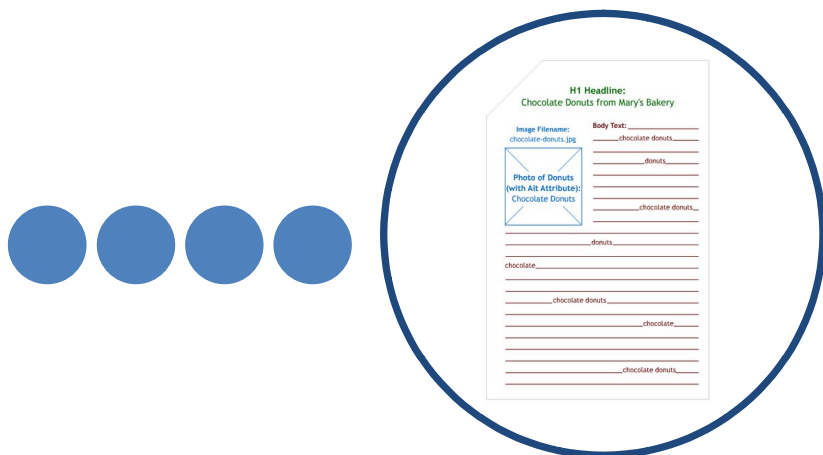 H1 Headline:
Chocolate Donuts from Mary's Bakery
Image Filename:
chocolate-donuts.jpg
Photo of Donuts
(with Alt Attribute):
Chocolate Donuts
Body Text:
chocolate donuts
donuts
chocolate donuts
donuts
chocolate
chocolate donuts
chocolate
chocolate donuts